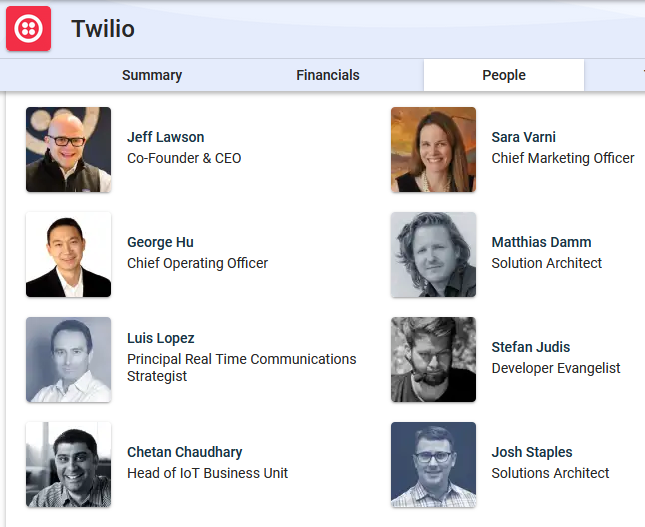 Twilio
Summary
Financials
People
Jeff Lawson
Co-Founder & CEO
Sara Varni
Chief Marketing Officer
George Hu
Chief Operating Officer
Matthias Damm
Solution Architect
Luis Lopez
Principal Real Time Communications
Strategist
Stefan Judis
Developer Evangelist
Chetan Chaudhary
Head of IoT Business Unit
Josh Staples
Solutions Architect